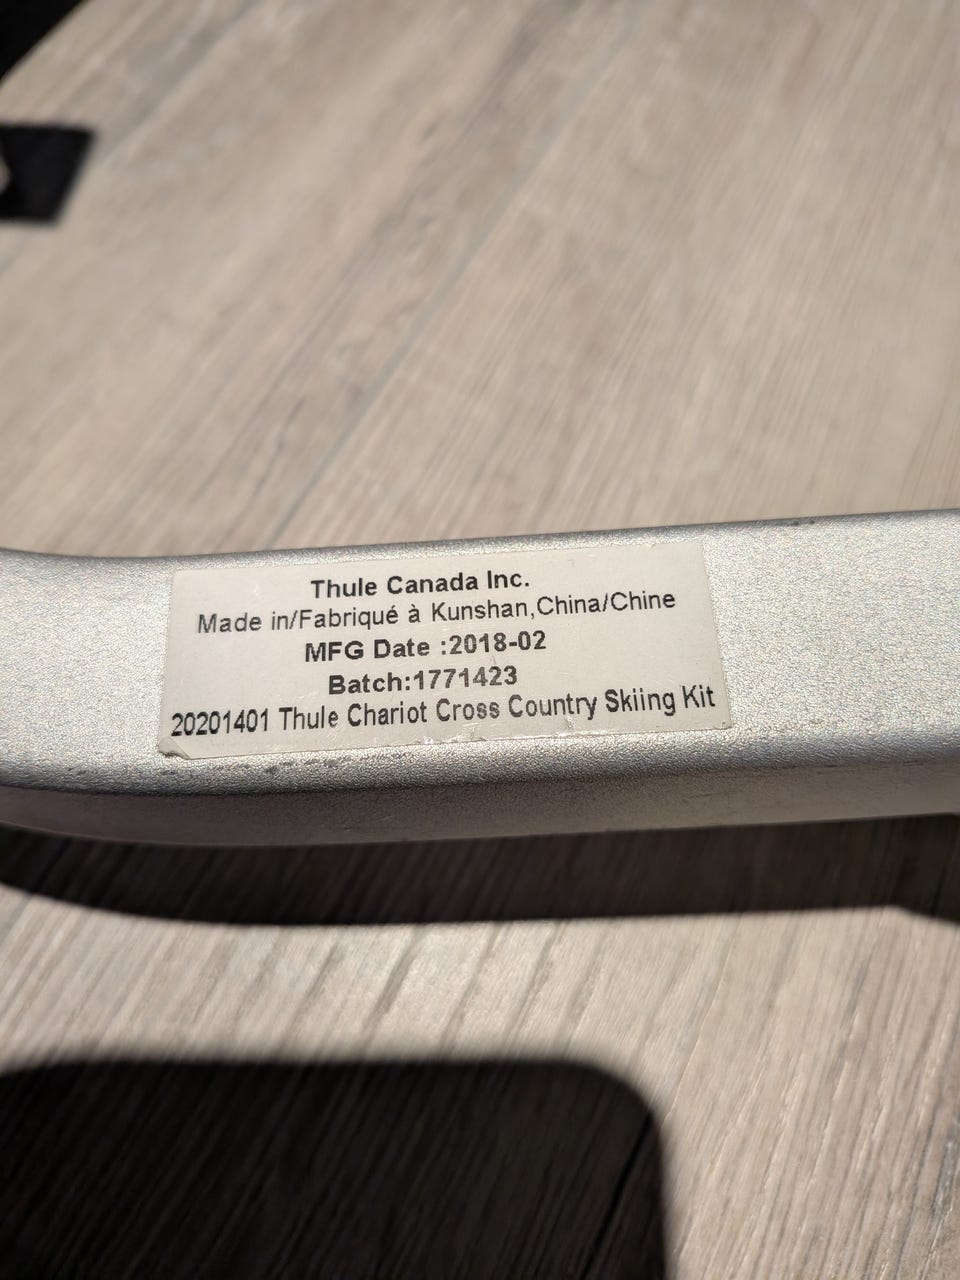 Thule Canada Inc.
Made in/Fabriqué à Kunshan,China/Chine
MFG Date :2018-02
Batch:1771423
20201401 Thule Chariot Cross Country Skiing Kit